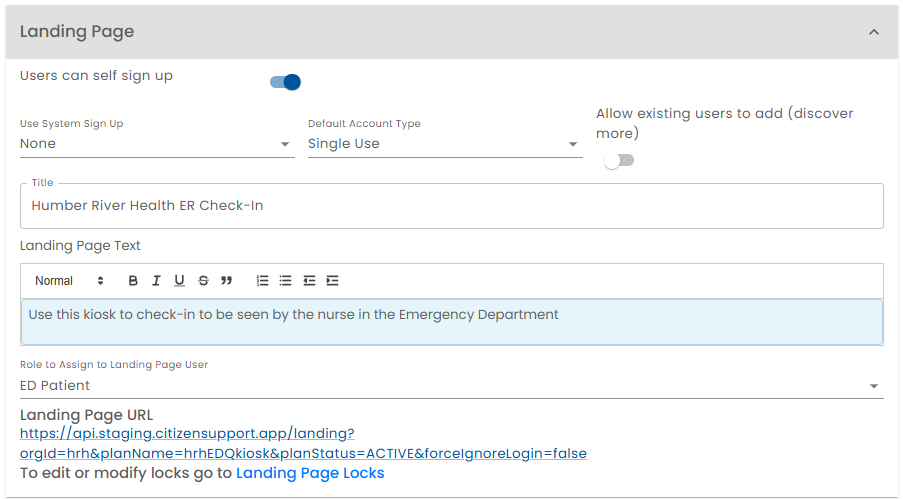 Landing Page
Users can self sign up
Use System Sign Up
None
Default Account Type
Single Use
Allow existing users to add (discover
more)
Title
Humber River Health ER Check-In
Landing Page Text
Normal B I U S
Use this kiosk to check-in to be seen by the nurse in the Emergency Department
Role to Assign to Landing Page User
ED Patient
Landing Page URL
https://api.staging.citizensupport.app/landing?
orgId=hrh&planName=hrhEDQkiosk&planStatus=ACTIVE&forceIgnoreLogin=false
To edit or modify locks go to Landing Page Locks